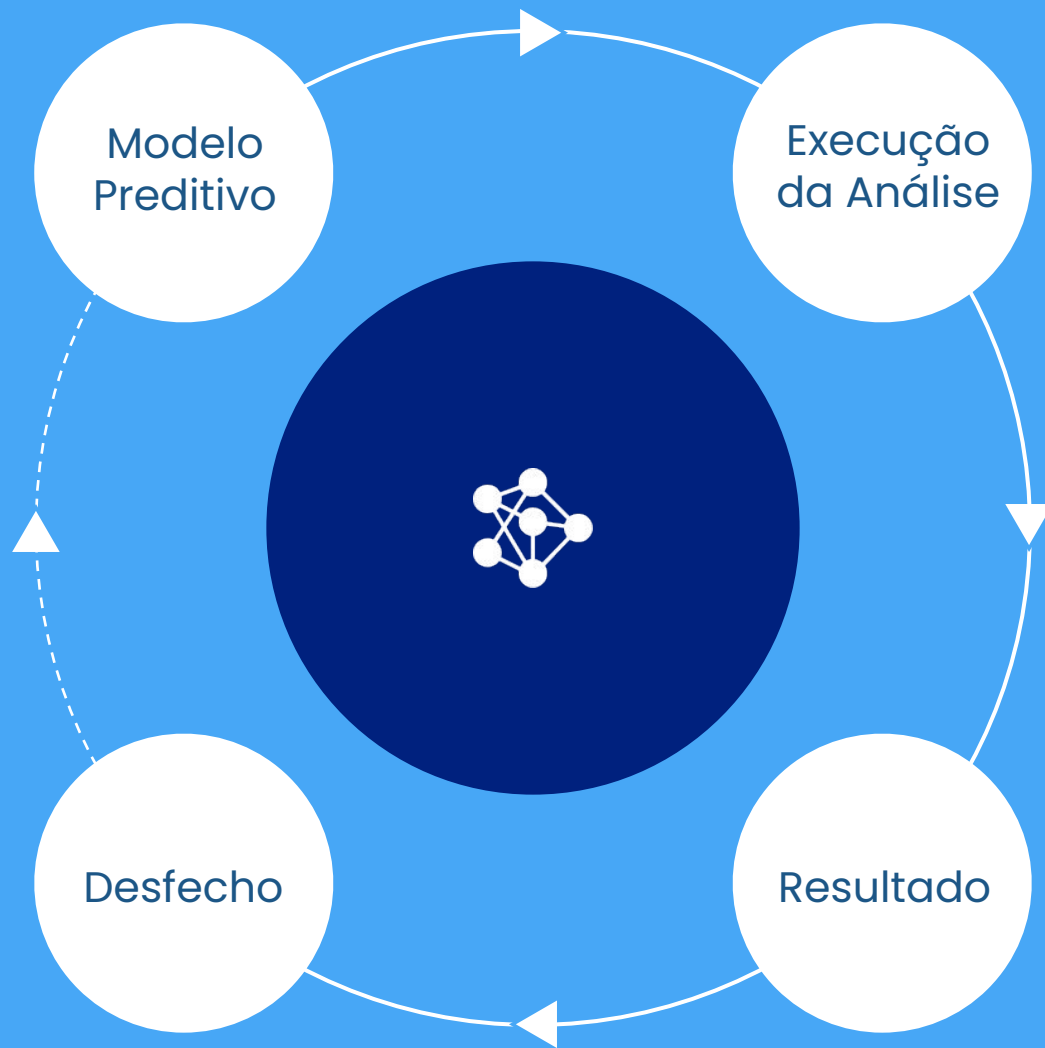 Modelo
Preditivo
Execução
da Análise
Desfecho
Resultado